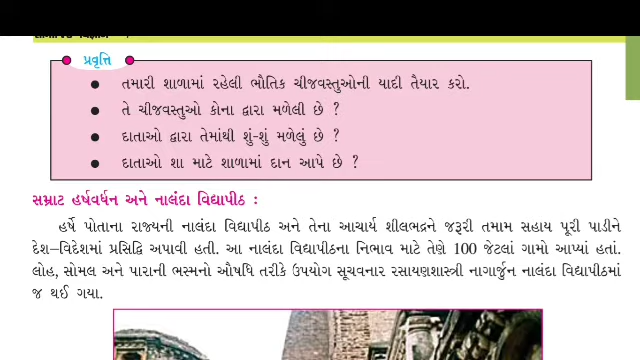 પ્રવૃત્તિ
● તમારી શાળામાં રહેલી ભૌતિક ચીજવસ્તુઓની યાદી તૈયાર કરો.
● તે ચીજવસ્તુઓ કોના દ્વારા મળેલી છે ?
● દાતાઓ દ્વારા તેમાંથી શું-શું મળેલું છે ?
● દાતાઓ શા માટે શાળામાં દાન આપે છે ?
સમ્રાટ હર્ષવર્ધન અને નાલંદા વિદ્યાપીઠ :
હર્ષે પોતાના રાજ્યની નાલંદા વિદ્યાપીઠ અને તેના આચાર્ય શીલભદ્રને જરૂરી તમામ સહાય પૂરી પાડીને
દેશ–વિદેશમાં પ્રસિદ્ધિ અપાવી હતી. આ નાલંદા વિદ્યાપીઠના નિભાવ માટે તેણે 100 જેટલાં ગામો આપ્યાં હતાં.
લોહ, સોમલ અને પારાની ભસ્મનો ઔષધિ તરીકે ઉપયોગ સૂચવનાર રસાયણશાસ્ત્રી નાગાર્જુન નાલંદા વિદ્યાપીઠમાં
જ થઈ ગયા.